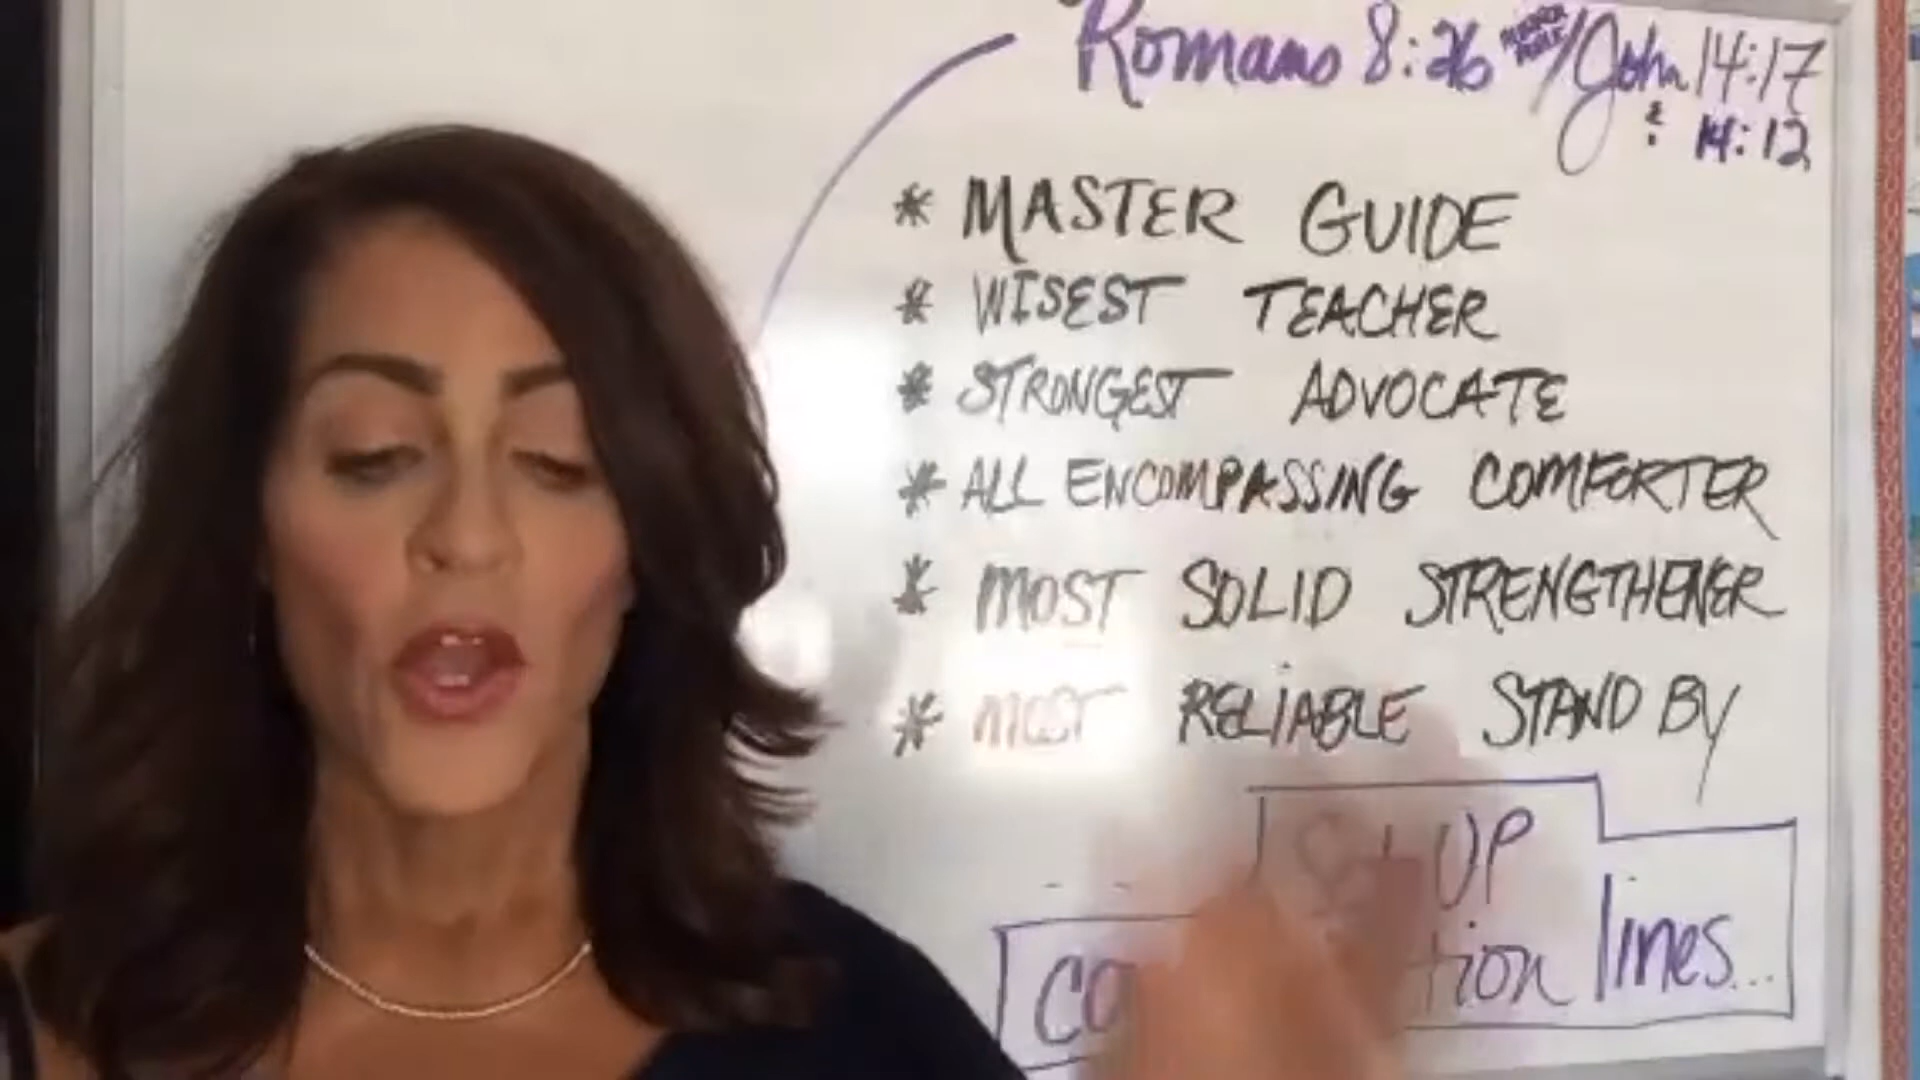 Romans 8:26 / John 14:17
& 14:12
* MASTER GUIDE
* WISEST TEACHER
* STRONGEST ADVOCATE
* ALL ENCOMPASSING COMFORTER
* MOST SOLID STRENGTHENER
* MOST RELIABLE STAND BY
UP
lines...